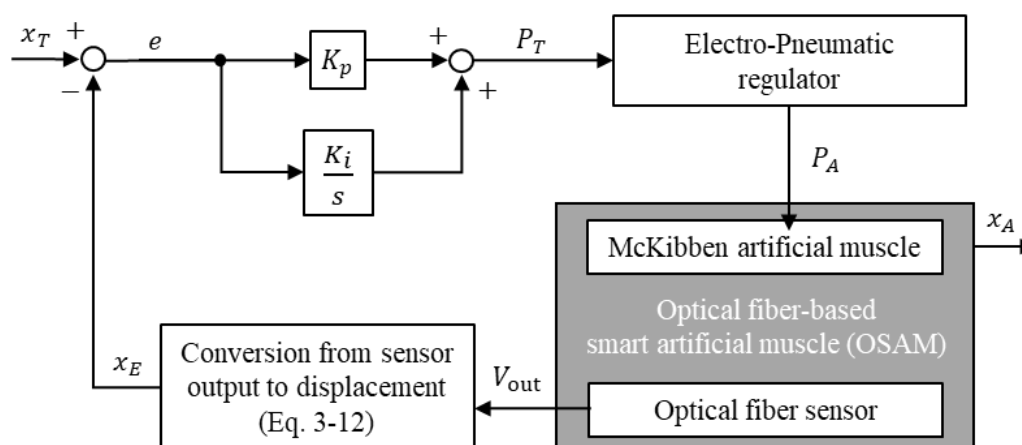 x_T
+
−
e
K_p
K_i
s
+
+
P_T
Electro-Pneumatic
regulator
P_A
McKibben artificial muscle
x_A
Optical fiber-based
smart artificial muscle (OSAM)
Optical fiber sensor
V_out
Conversion from sensor
output to displacement
(Eq. 3-12)
x_E